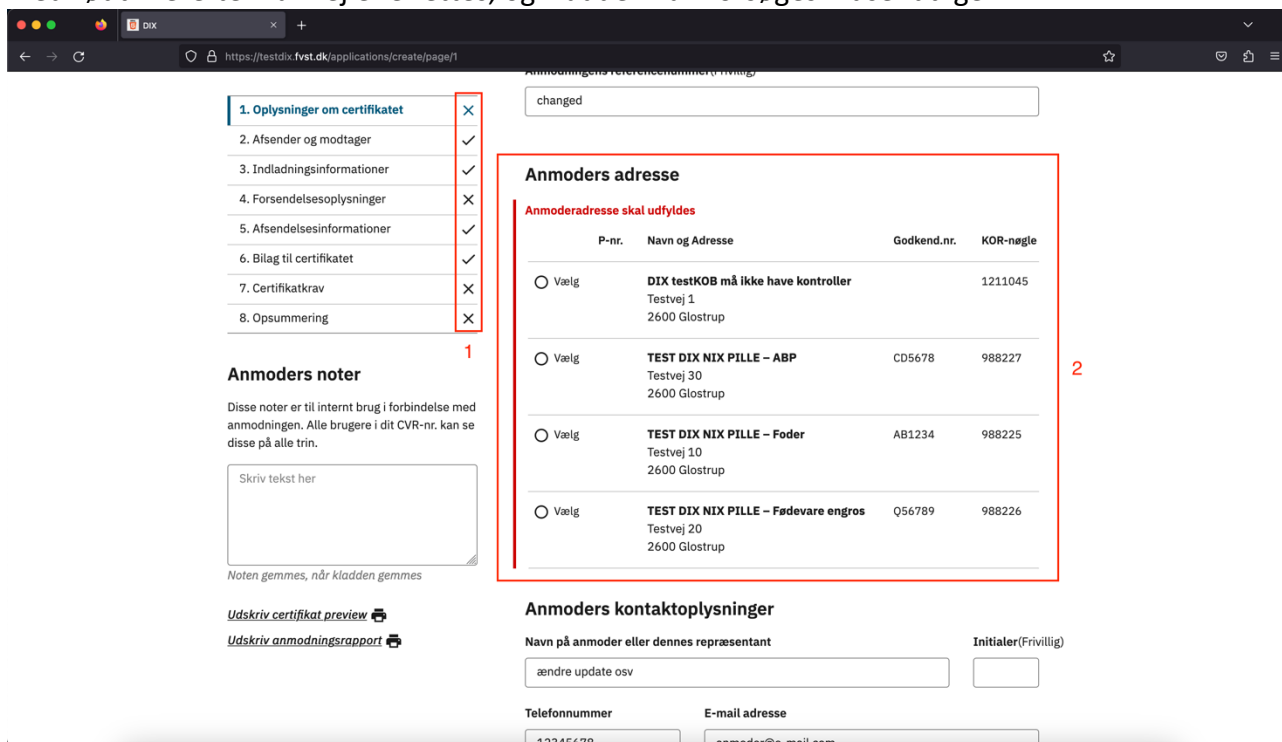 DIX
https://testdix.fvst.dk/applications/create/page/1
Anmodningens referencenummer(Frivillig)
changed
1. Oplysninger om certifikatet
2. Afsender og modtager
3. Indladningsinformationer
4. Forsendelsesoplysninger
5. Afsendelsesinformationer
6. Bilag til certifikatet
7. Certifikatkrav
8. Opsummering
1
Anmoders noter
Disse noter er til internt brug i forbindelse med
anmodningen. Alle brugere i dit CVR-nr. kan se
disse på alle trin.
Skriv tekst her
Noten gemmes, når kladden gemmes
Udskriv certifikat preview
Udskriv anmodningsrapport
Anmoders adresse
Anmoderadresse skal udfyldes
P-nr. Navn og Adresse Godkend.nr. KOR-nøgle
Vælg DIX testKOB må ikke have kontroller 1211045
Testvej 1
2600 Glostrup
Vælg TEST DIX NIX PILLE – ABP CD5678 988227
Testvej 30
2600 Glostrup
Vælg TEST DIX NIX PILLE – Foder AB1234 988225
Testvej 10
2600 Glostrup
Vælg TEST DIX NIX PILLE – Fødevare engros Q56789 988226
Testvej 20
2600 Glostrup
2
Anmoders kontaktoplysninger
Navn på anmoder eller dennes repræsentant Initialer(Frivillig)
ændre update osv
Telefonnummer E-mail adresse
12345678 anmoder@e-mail.com